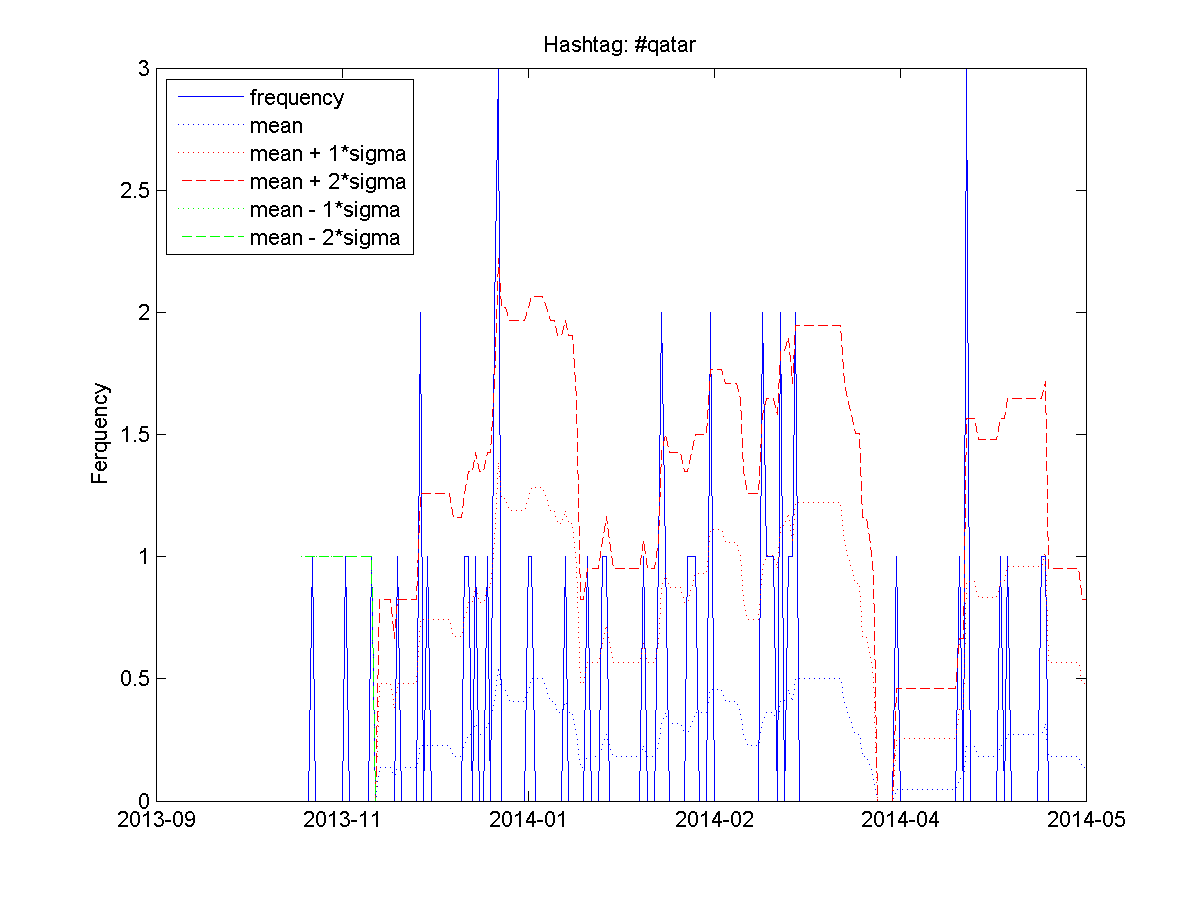 Hashtag: #qatar
3
2.5
2
1.5
1
0.5
0
Ferquency
frequency
mean
mean + 1*sigma
mean + 2*sigma
mean - 1*sigma
mean - 2*sigma
2013-09 2013-11 2014-01 2014-02 2014-04 2014-05